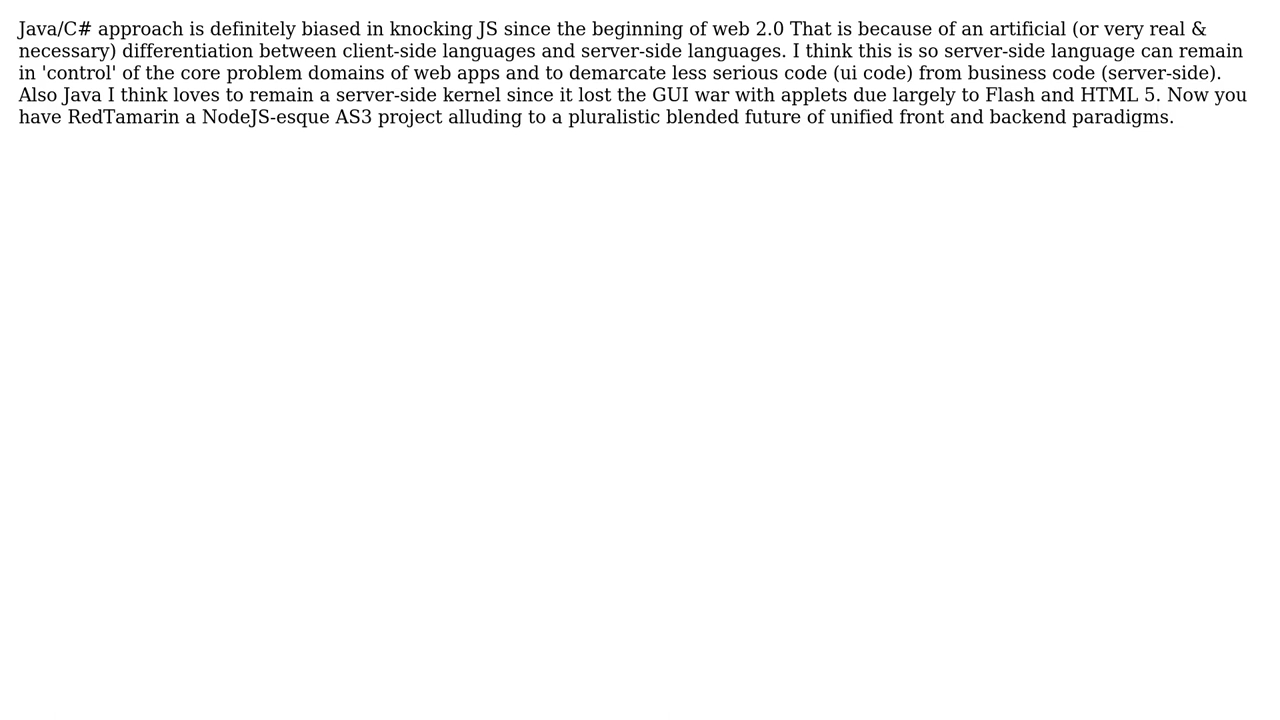 Java/C# approach is definitely biased in knocking JS since the beginning of web 2.0 That is because of an artificial (or very real &
necessary) differentiation between client-side languages and server-side languages. I think this is so server-side language can remain
in 'control' of the core problem domains of web apps and to demarcate less serious code (ui code) from business code (server-side).
Also Java I think loves to remain a server-side kernel since it lost the GUI war with applets due largely to Flash and HTML 5. Now you
have RedTamarin a NodeJS-esque AS3 project alluding to a pluralistic blended future of unified front and backend paradigms.